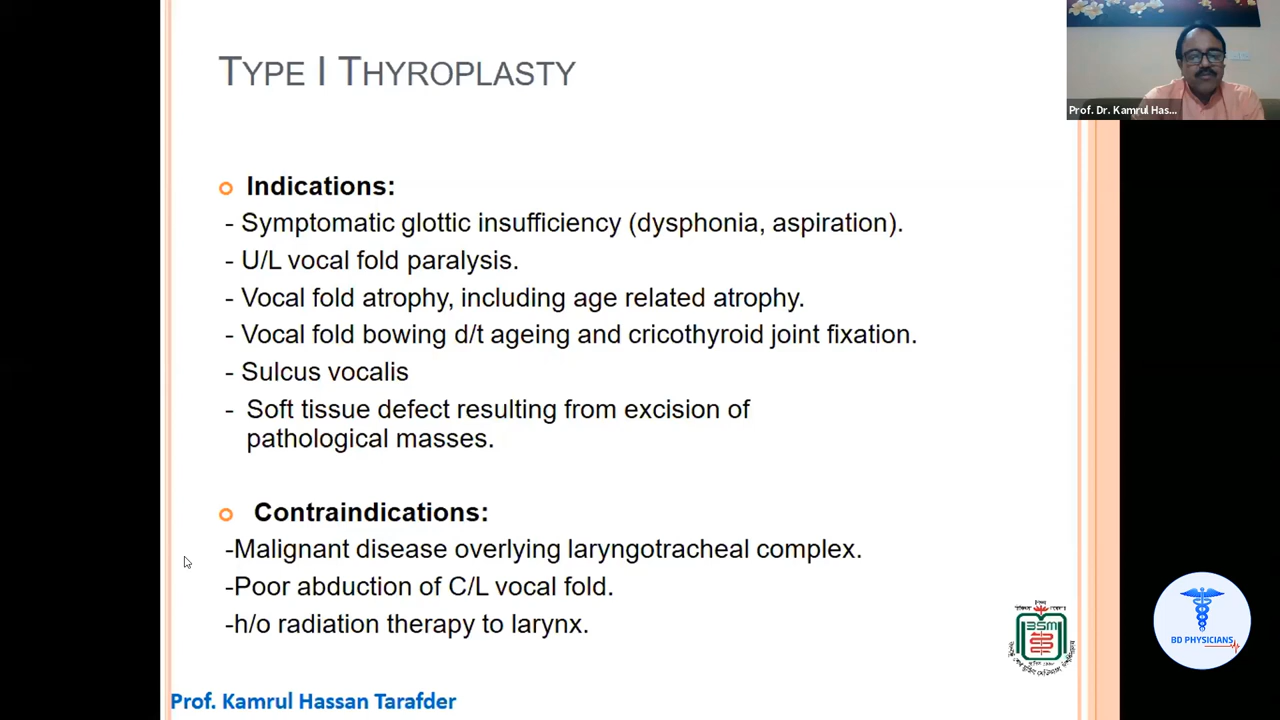 TYPE I THYROPLASTY
Prof. Dr. Kamrul Has...
Indications:
- Symptomatic glottic insufficiency (dysphonia, aspiration).
- U/L vocal fold paralysis.
- Vocal fold atrophy, including age related atrophy.
- Vocal fold bowing d/t ageing and cricothyroid joint fixation.
- Sulcus vocalis
- Soft tissue defect resulting from excision of
pathological masses.
Contraindications:
-Malignant disease overlying laryngotracheal complex.
-Poor abduction of C/L vocal fold.
-h/o radiation therapy to larynx.
BSM
BD PHYSICIANS
Prof. Kamrul Hassan Tarafder